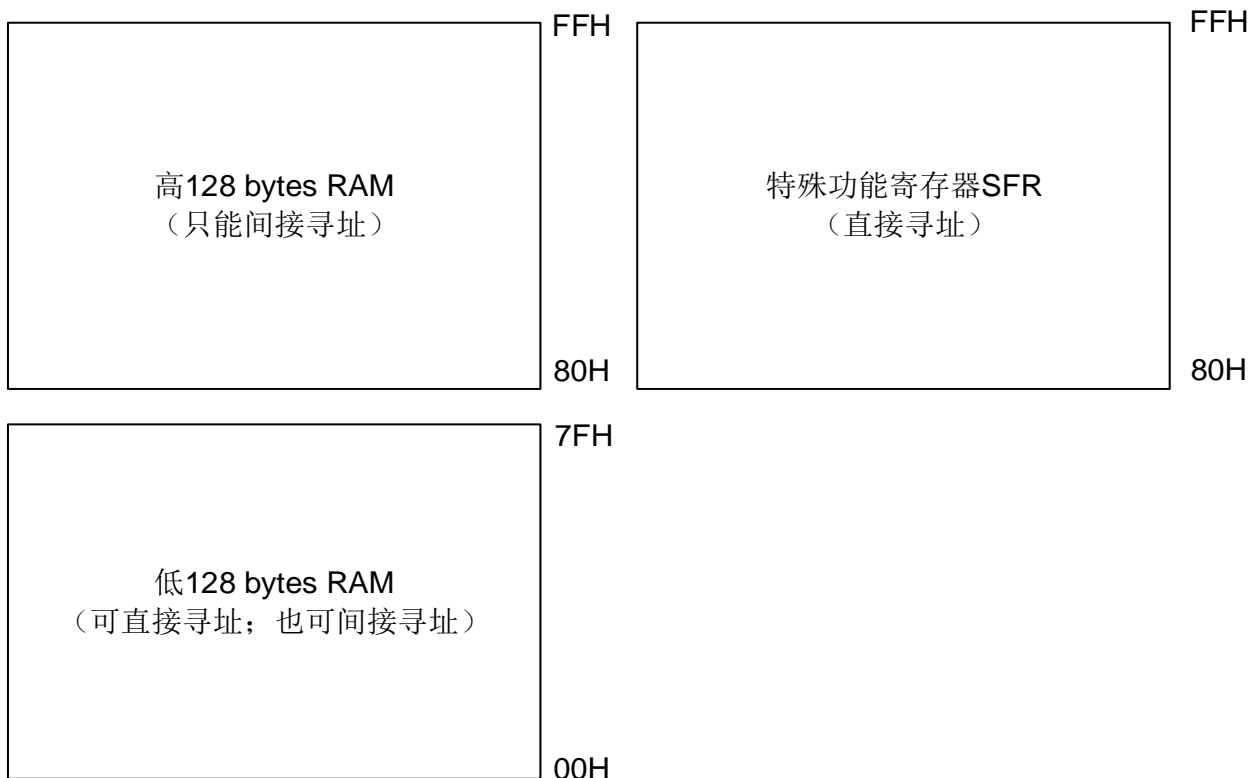 FFH
FFH
高128 bytes RAM
（只能间接寻址）
特殊功能寄存器SFR
（直接寻址）
80H
80H
7FH
低128 bytes RAM
（可直接寻址；也可间接寻址）
00H